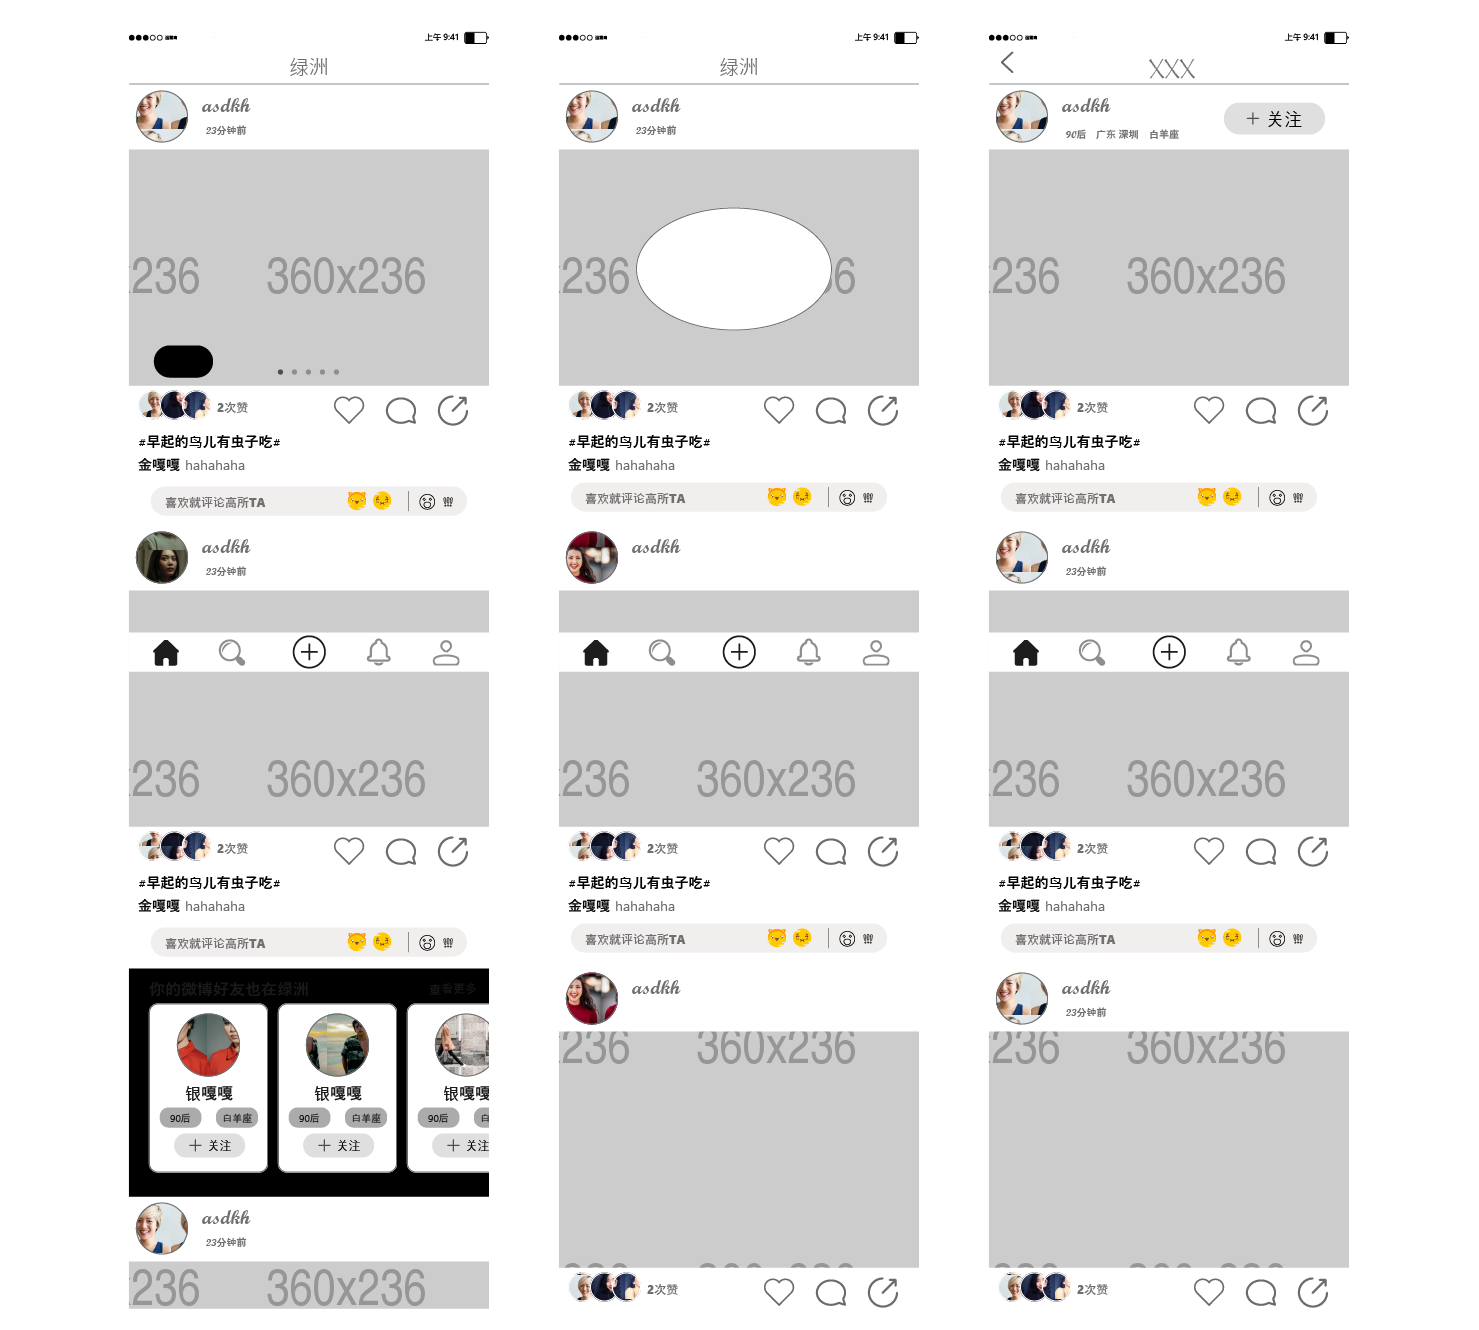 上午 9:41
绿洲
asdkh
23分钟前
236 360x236
2次赞
#早起的鸟儿有虫子吃#
金嘎嘎 hahahaha
喜欢就评论高所TA
asdkh
23分钟前
236 360x236
2次赞
#早起的鸟儿有虫子吃#
金嘎嘎 hahahaha
喜欢就评论高所TA
你的微博好友也在绿洲 查看更多
银嘎嘎 银嘎嘎 银嘎嘎
90后 白羊座 90后 白羊座 90后
+ 关注 + 关注 + 关注
asdkh
23分钟前
236 360x236
上午 9:41
绿洲
asdkh
23分钟前
236 6
2次赞
#早起的鸟儿有虫子吃#
金嘎嘎 hahahaha
喜欢就评论高所TA
asdkh
236 360x236
2次赞
#早起的鸟儿有虫子吃#
金嘎嘎 hahahaha
喜欢就评论高所TA
asdkh
236 360x236
2次赞
上午 9:41
XXX
asdkh
90后 广东 深圳 白羊座
+ 关注
236 360x236
2次赞
#早起的鸟儿有虫子吃#
金嘎嘎 hahahaha
喜欢就评论高所TA
asdkh
23分钟前
236 360x236
2次赞
#早起的鸟儿有虫子吃#
金嘎嘎 hahahaha
喜欢就评论高所TA
asdkh
23分钟前
236 360x236
2次赞